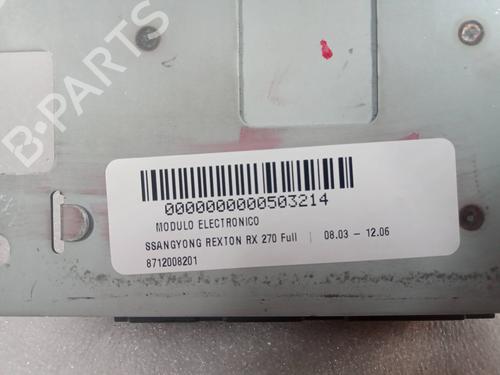 B-PARTS
0000000000503214
MODULO ELECTRONICO
SSANGYONG REXTON RX 270 Full | 08.03 – 12.06
8712008201